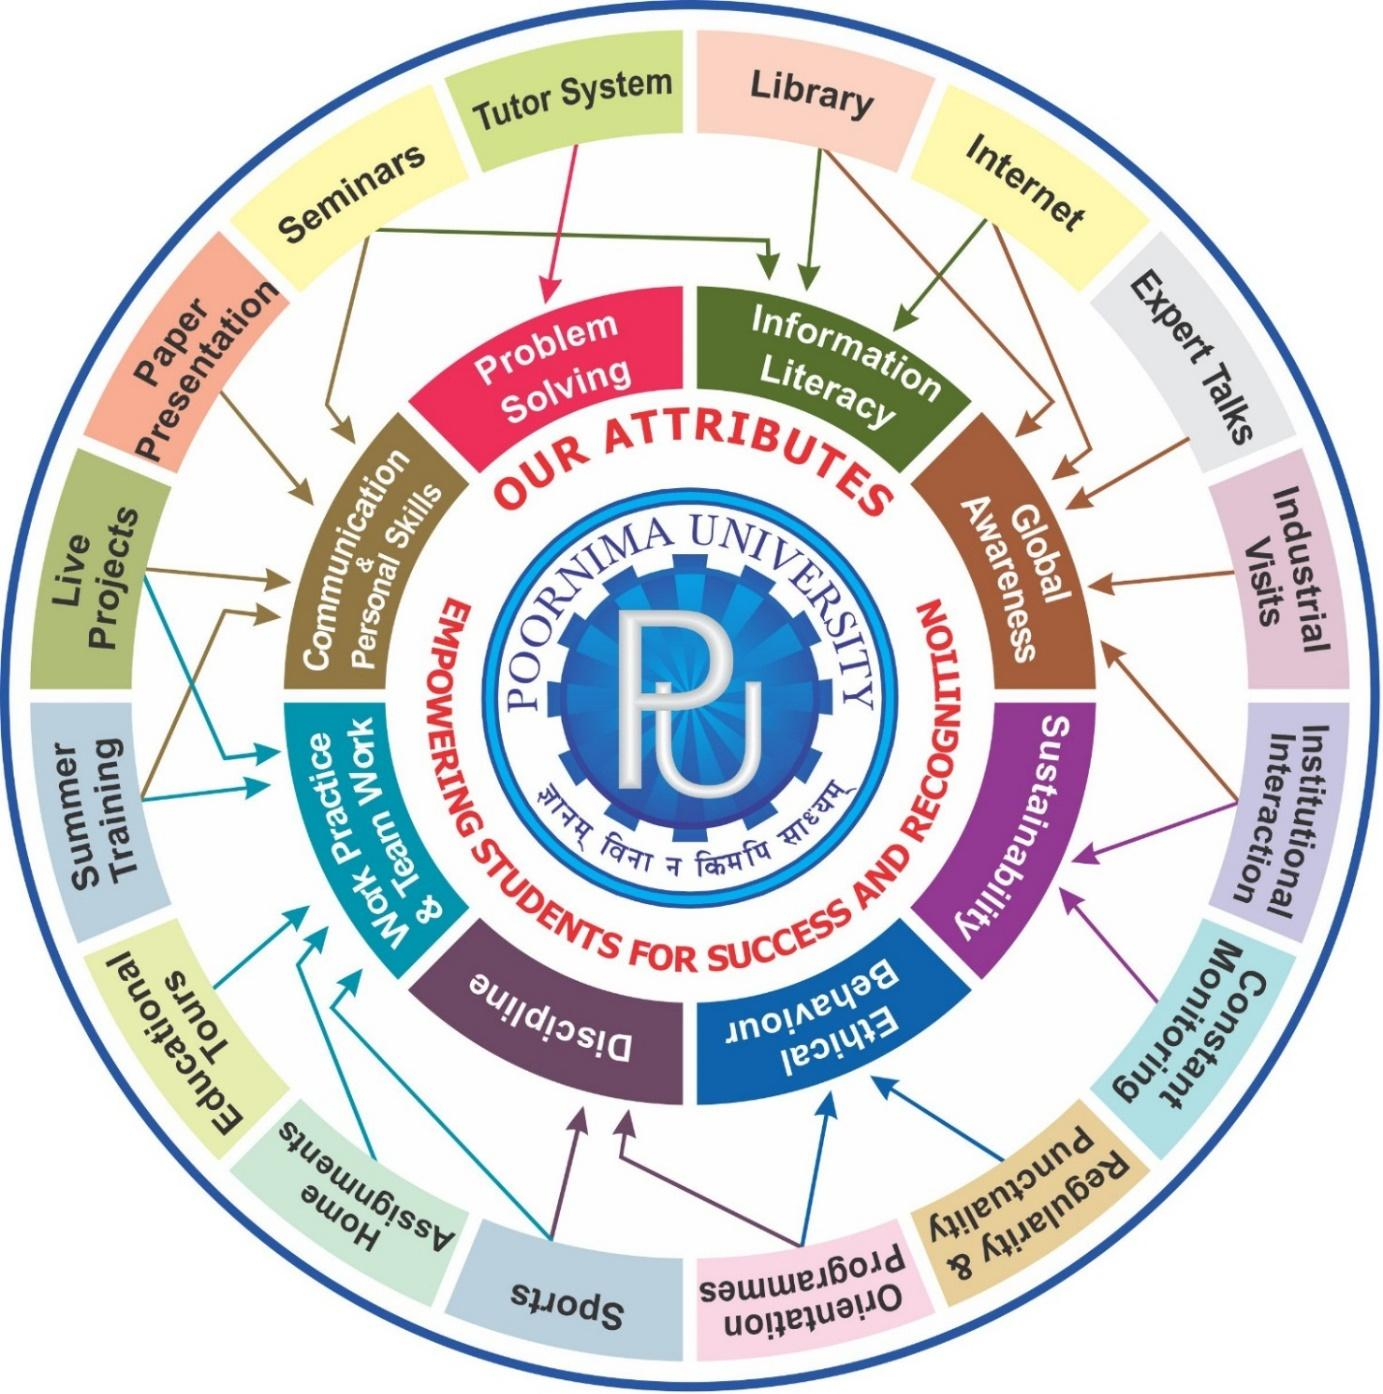 Library
Internet
Expert Talks
Industrial
Visits
Institutional
Interaction
Constant
Monitoring
Regularity &
Punctuality
Orientation
Programmes
Sports
Home
Assignments
Educational
Tours
Summer
Training
Live
Projects
Paper
Presentation
Seminars
Tutor System
Problem
Solving
Information
Literacy
Global
Awareness
Sustainability
Ethical
Behaviour
Discipline
Work Practice
& Team Work
Communication
&
Personal Skills
OUR ATTRIBUTES
EMPOWERING STUDENTS FOR SUCCESS AND RECOGNITION
POORNIMA UNIVERSITY
PU
ज्ञानम् विना न किमपि साध्यम्